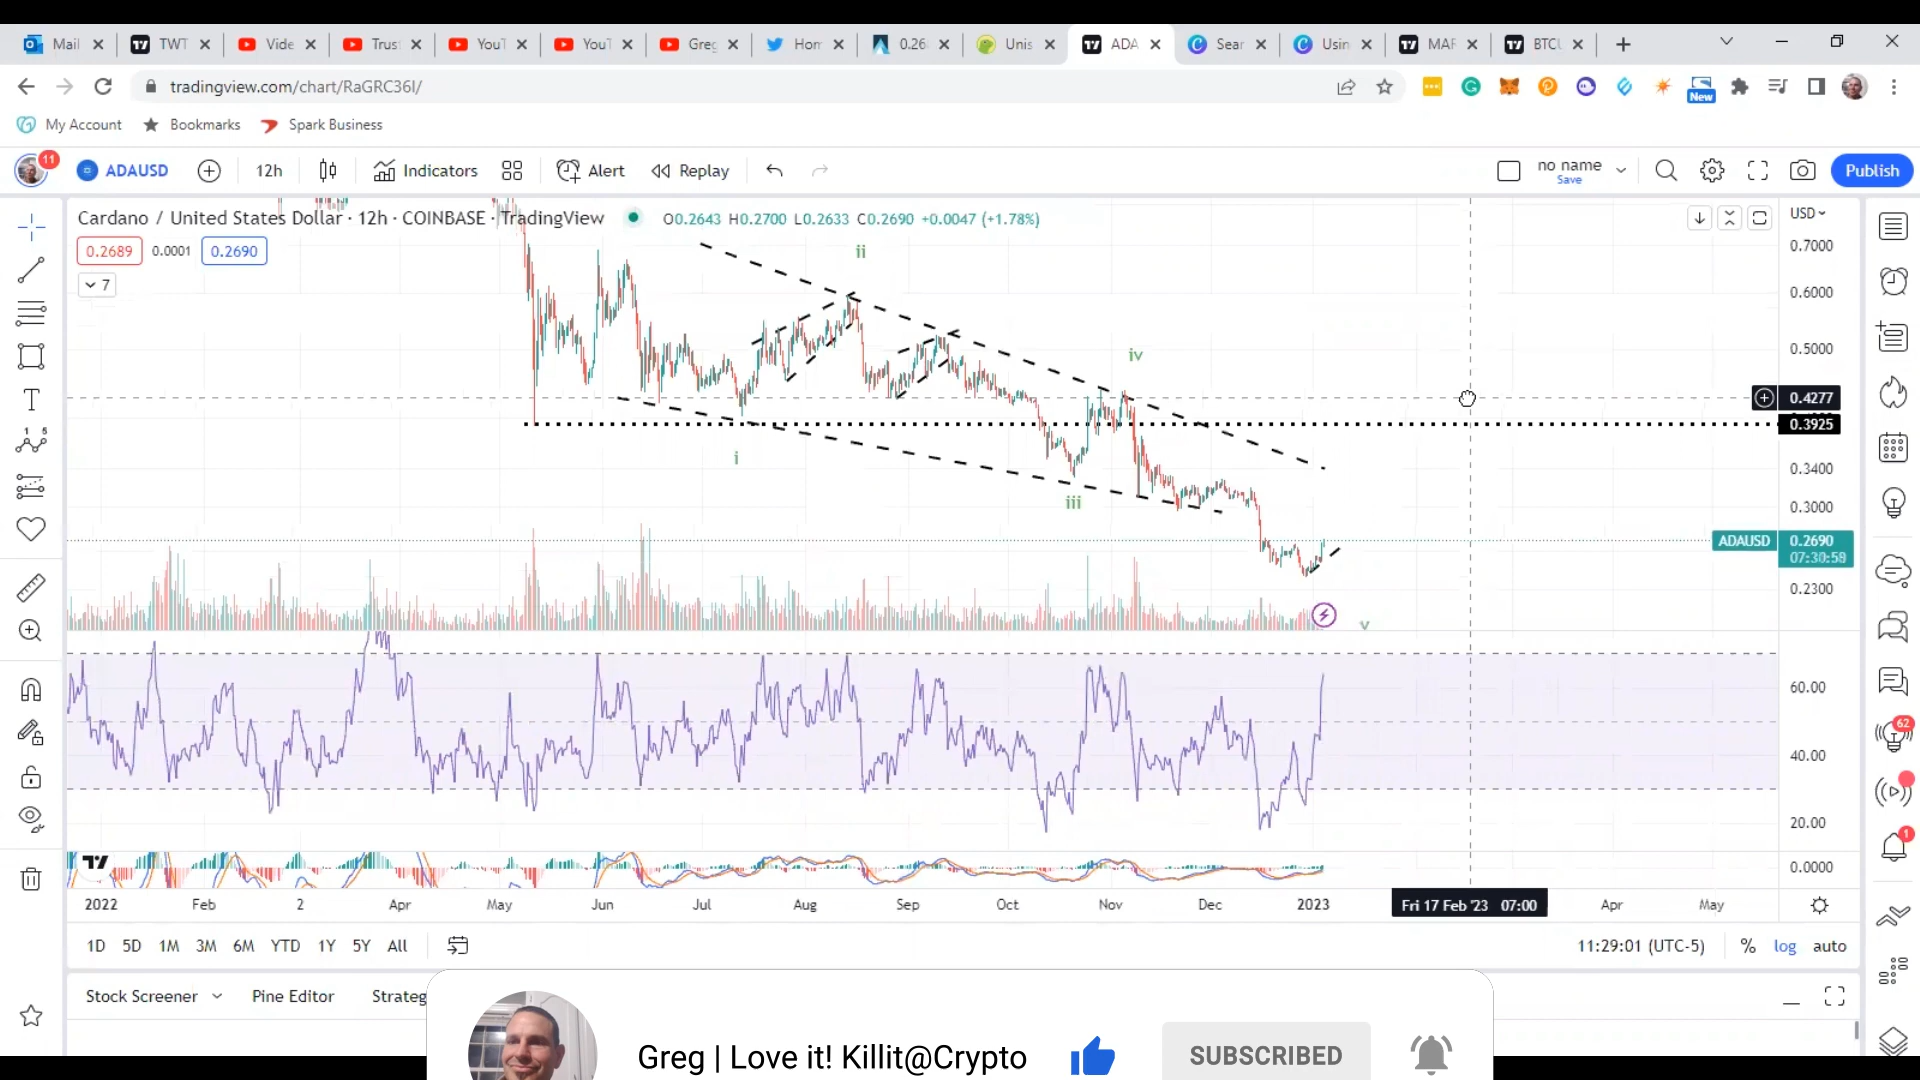 Mail TWT Vide Trus YouT YouT Greg Hom 0.26 Unis ADA Sear Usin MAF BTCU
tradingview.com/chart/RaGRC36I/
New
My Account Bookmarks Spark Business
11 ADAUSD 12h Indicators Alert Replay no name Save Publish
Cardano / United States Dollar · 12h · COINBASE · TradingView O0.2643 H0.2700 L0.2633 C0.2690 +0.0047 (+1.78%) USD
0.2689 0.0001 0.2690
7
0.7000
0.6000
0.5000
0.4277
0.3925
0.3400
0.3000
ADAUSD 0.2690
07:30:59
0.2300
ii
iv
i
iii
v
60.00
40.00
20.00
0.0000
62
1
2022 Feb 2 Apr May Jun Jul Aug Sep Oct Nov Dec 2023 Fri 17 Feb '23 07:00 Apr May
1D 5D 1M 3M 6M YTD 1Y 5Y All 11:29:01 (UTC-5) % log auto
Stock Screener Pine Editor Strateg
Greg | Love it! Killit@Crypto SUBSCRIBED